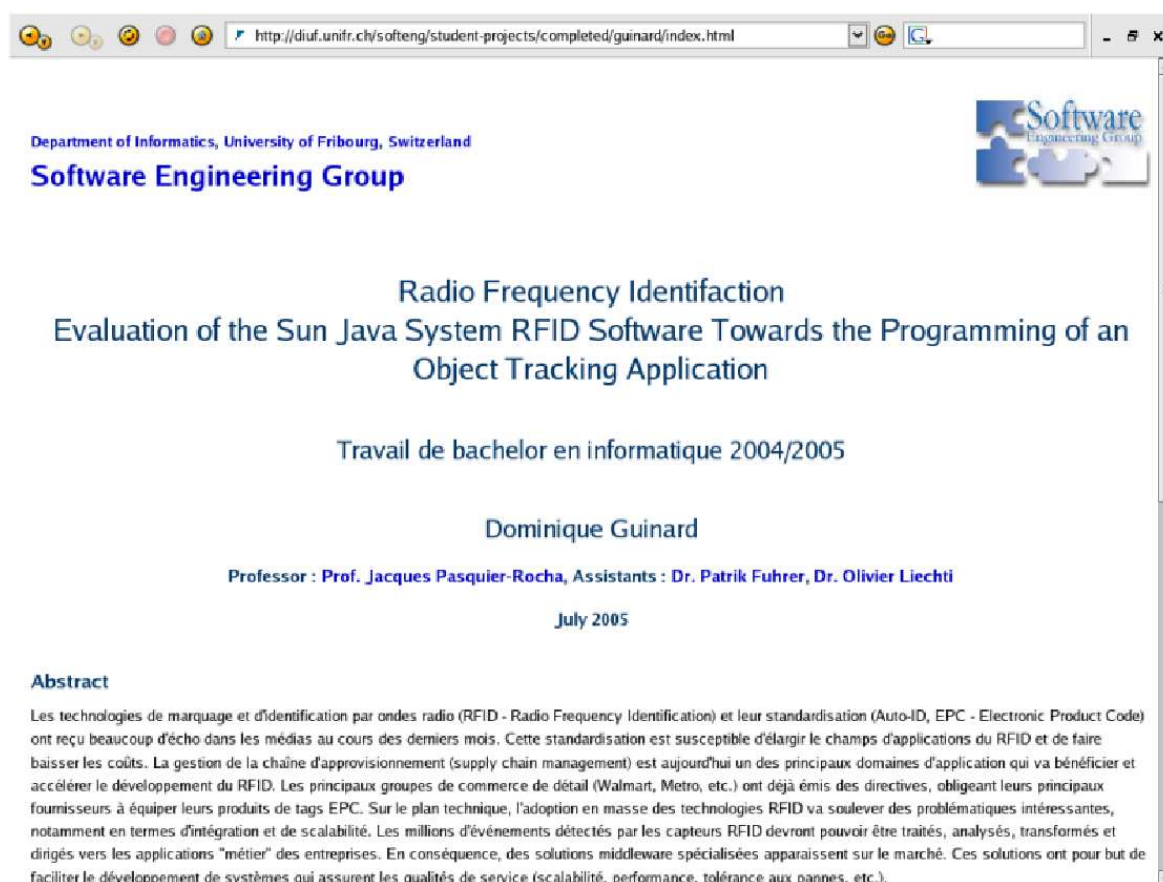 http://diuf.unifr.ch/softeng/student-projects/completed/guinard/index.html
Go
G
Software
Engineering Group
Department of Informatics, University of Fribourg, Switzerland
Software Engineering Group
Radio Frequency Identifaction
Evaluation of the Sun Java System RFID Software Towards the Programming of an
Object Tracking Application
Travail de bachelor en informatique 2004/2005
Dominique Guinard
Professor : Prof. Jacques Pasquier-Rocha, Assistants : Dr. Patrik Fuhrer, Dr. Olivier Liechti
July 2005
Abstract
Les technologies de marquage et d'identification par ondes radio (RFID - Radio Frequency Identification) et leur standardisation (Auto-ID, EPC - Electronic Product Code)
ont reçu beaucoup d'écho dans les médias au cours des derniers mois. Cette standardisation est susceptible d'élargir le champs d'applications du RFID et de faire
baisser les coûts. La gestion de la chaîne d'approvisionnement (supply chain management) est aujourd'hui un des principaux domaines d'application qui va bénéficier et
accélérer le développement du RFID. Les principaux groupes de commerce de détail (Walmart, Metro, etc.) ont déjà émis des directives, obligeant leurs principaux
fournisseurs à équiper leurs produits de tags EPC. Sur le plan technique, l'adoption en masse des technologies RFID va soulever des problématiques intéressantes,
notamment en termes d'intégration et de scalabilité. Les millions d'événements détectés par les capteurs RFID devront pouvoir être traités, analysés, transformés et
dirigés vers les applications "métier" des entreprises. En conséquence, des solutions middleware spécialisées apparaissent sur le marché. Ces solutions ont pour but de
faciliter le développement de systèmes qui assurent les qualités de service (scalabilité, performance, tolérance aux pannes, etc.).